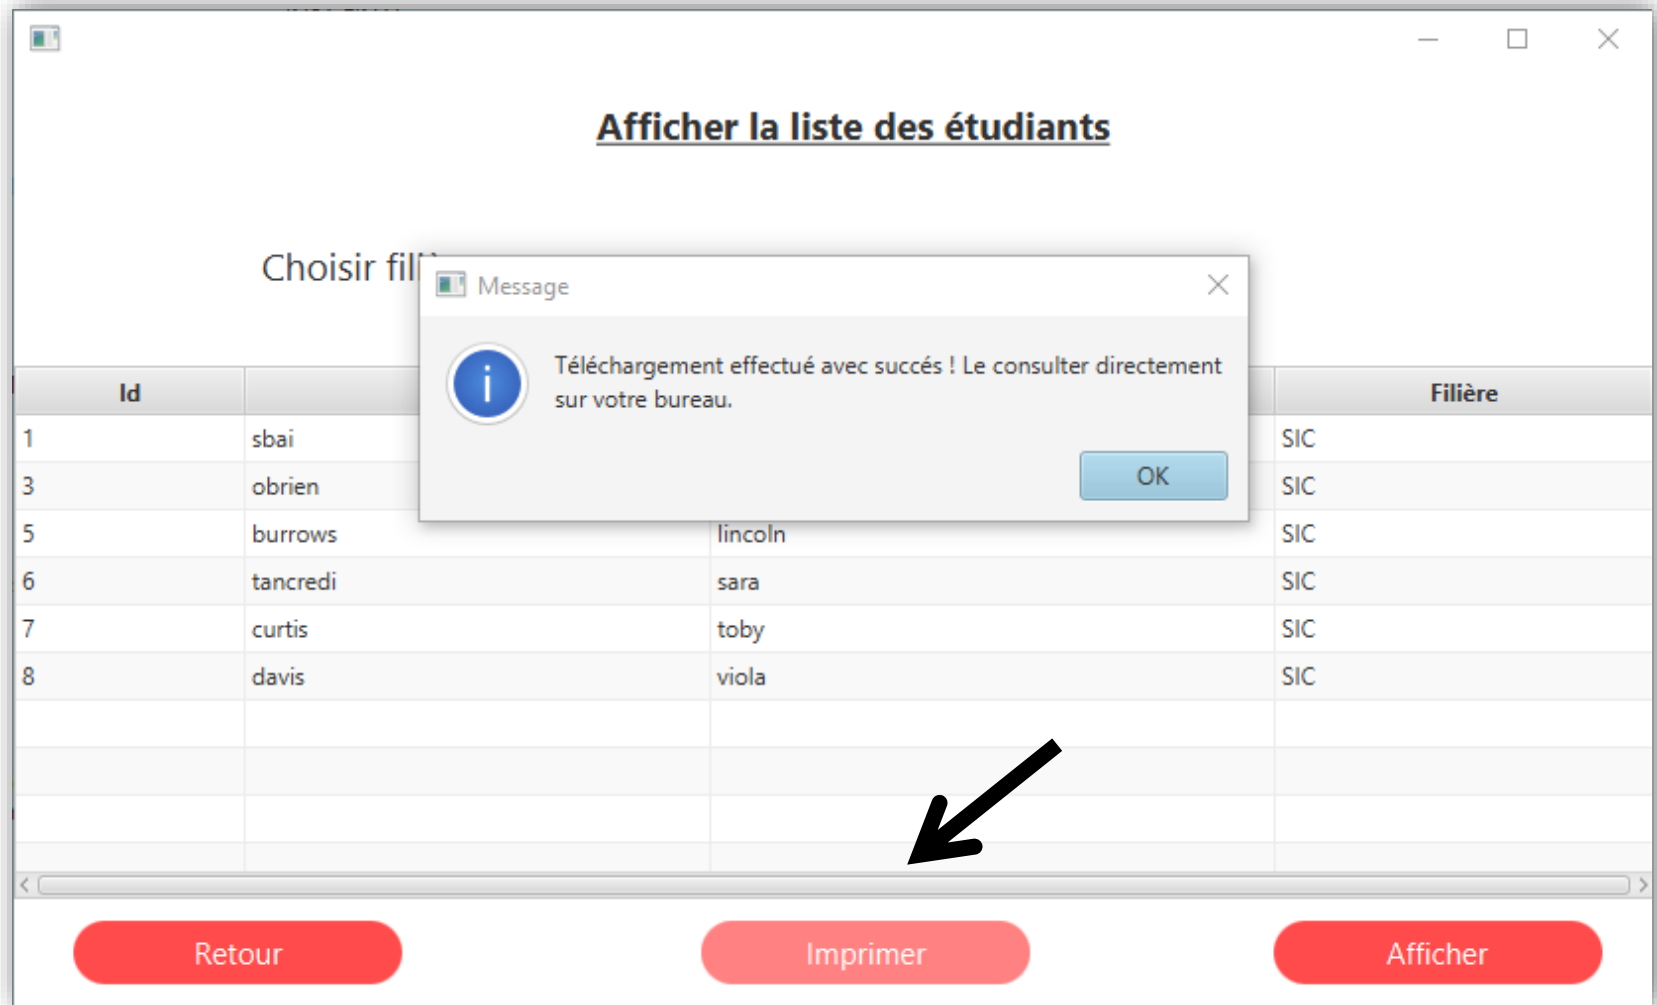 Afficher la liste des étudiants
Choisir
Message
Téléchargement effectué avec succés ! Le consulter directement
sur votre bureau.
OK
Id Filière
1 sbai SIC
3 obrien SIC
5 burrows lincoln SIC
6 tancredi sara SIC
7 curtis toby SIC
8 davis viola SIC
Retour Imprimer Afficher